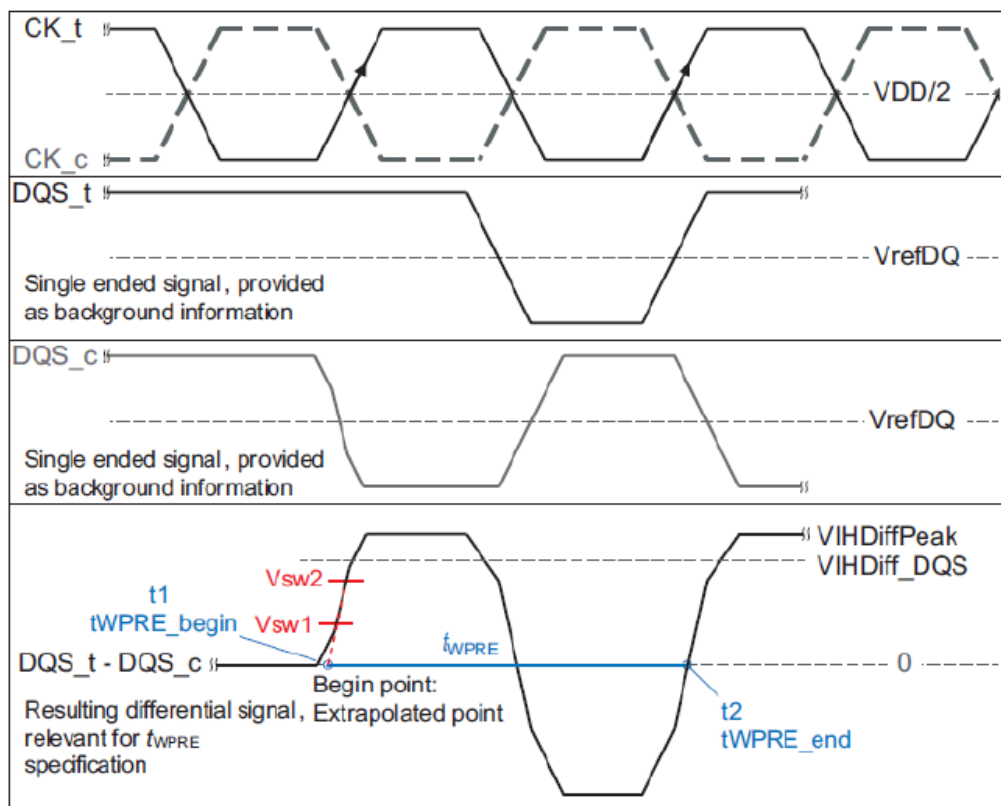 CK_t
VDD/2
CK_c
DQS_t
VrefDQ
Single ended signal, provided
as background information
DQS_c
VrefDQ
Single ended signal, provided
as background information
VIHDiffPeak
VIHDiff_DQS
Vsw2
t1
tWPRE_begin
Vsw1
tWPRE
DQS_t - DQS_c
0
Begin point:
Extrapolated point
Resulting differential signal,
relevant for tWPRE
specification
t2
tWPRE_end